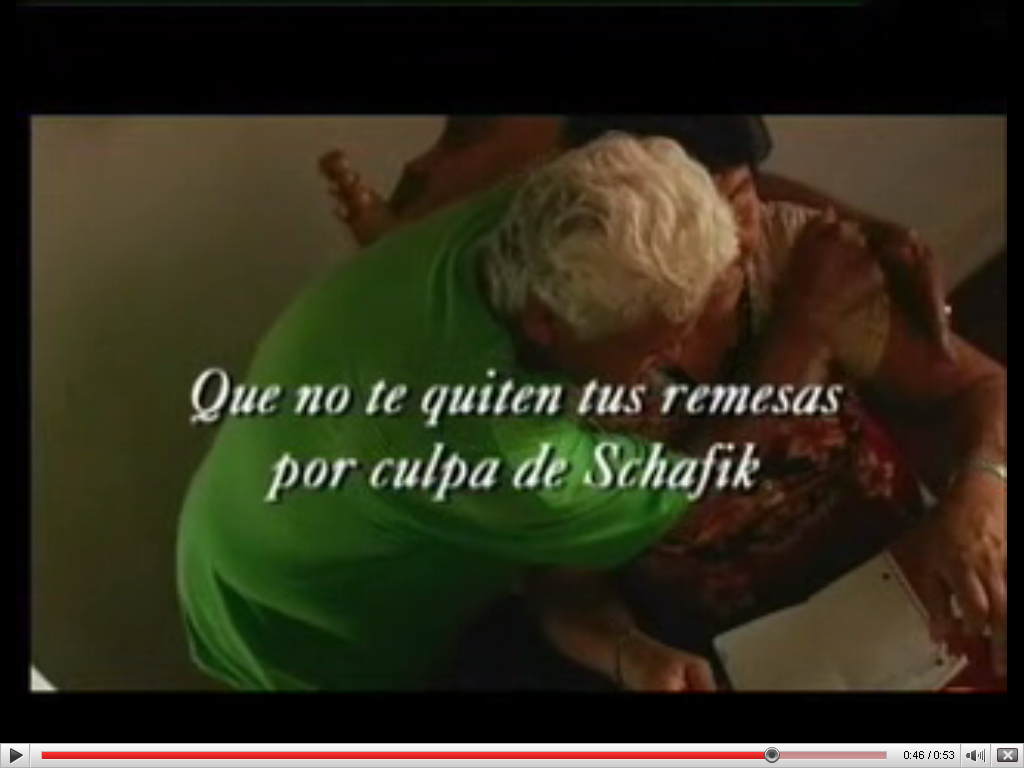 Que no te quiten tus remesas
por culpa de Schafik
0:46 / 0:53